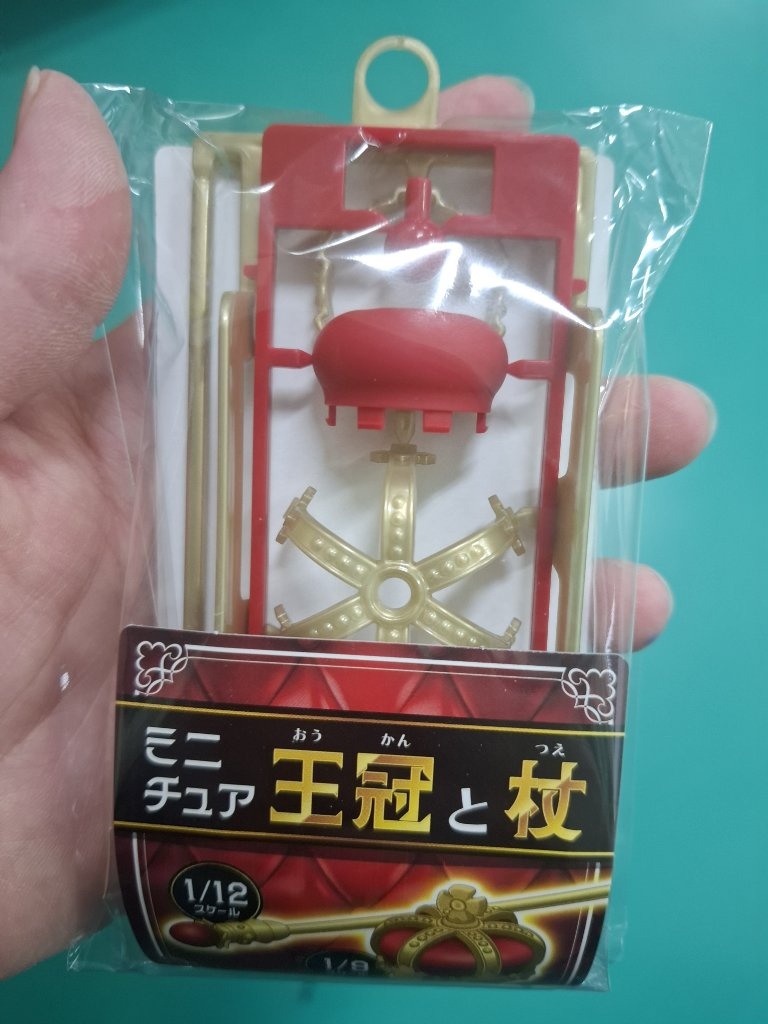 おう かん つえ
ミニチュア 王冠と杖
1/12
スケール
1/8